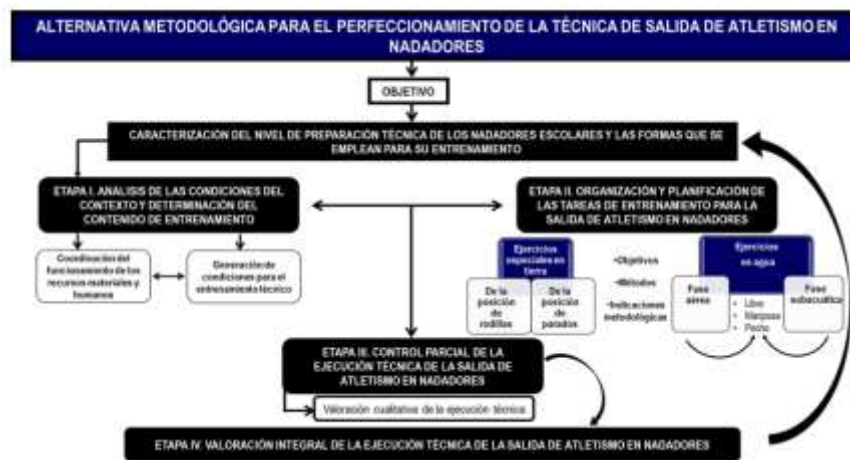 ALTERNATIVA METODOLÓGICA PARA EL PERFECCIONAMIENTO DE LA TÉCNICA DE SALIDA DE ATLETISMO EN
NADADORES
OBJETIVO
CARACTERIZACIÓN DEL NIVEL DE PREPARACIÓN TÉCNICA DE LOS NADADORES ESCOLARES Y LAS FORMAS QUE SE
EMPLEAN PARA SU ENTRENAMIENTO
ETAPA I. ANÁLISIS DE LAS CONDICIONES DEL
CONTEXTO Y DETERMINACIÓN DEL
CONTENIDO DE ENTRENAMIENTO
Coordinación del
funcionamiento de los
recursos materiales y
humanos
Generación de
condiciones para el
entrenamiento técnico
ETAPA II. ORGANIZACIÓN Y PLANIFICACIÓN DE
LAS TAREAS DE ENTRENAMIENTO PARA LA
SALIDA DE ATLETISMO EN NADADORES
Ejercicios
especiales en
tierra
De la
posición
de
rodillas
De la
posición
de
parados
•Objetivos
•Métodos
•Indicaciones
metodológicas
Ejercicios
en agua
Fase
aérea
• Libre
• Mariposa
• Pecho
Fase
subacuática
ETAPA III. CONTROL PARCIAL DE LA
EJECUCIÓN TÉCNICA DE LA SALIDA DE
ATLETISMO EN NADADORES
Valoración cualitativa de la ejecución técnica
ETAPA IV. VALORACIÓN INTEGRAL DE LA EJECUCIÓN TÉCNICA DE LA SALIDA DE ATLETISMO EN NADADORES